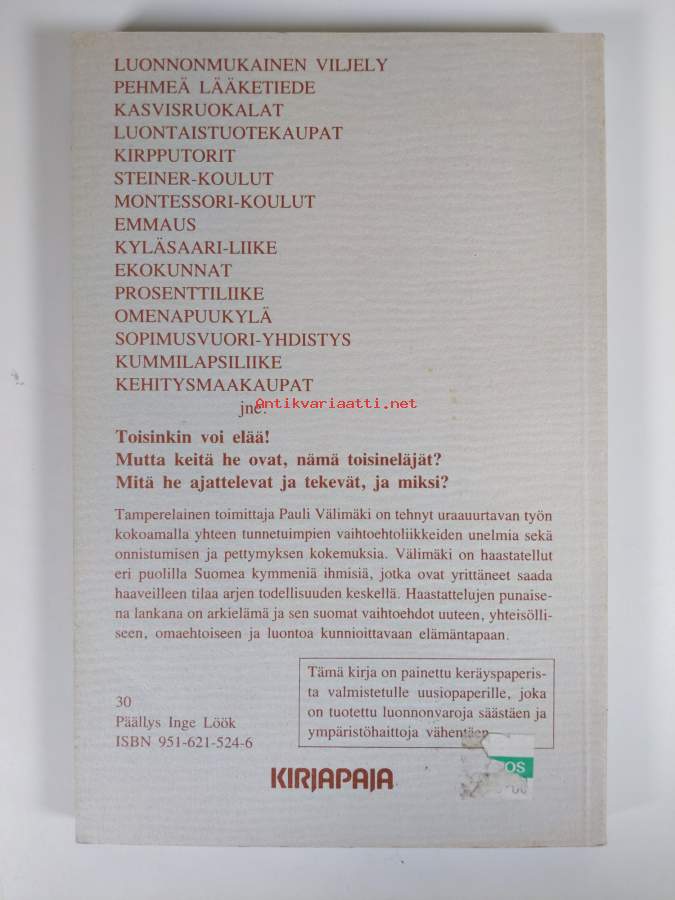 LUONNONMUKAINEN VILJELY
PEHMEÄ LÄÄKETIEDE
KASVISRUOKALAT
LUONTAISTUOTEKAUPAT
KIRPPUTORIT
STEINER-KOULUT
MONTESSORI-KOULUT
EMMAUS
KYLÄSAARI-LIIKE
EKOKUNNAT
PROSENTTILIIKE
OMENAPUUKYLÄ
SOPIMUSVUORI-YHDISTYS
KUMMILAPSILIIKE
KEHITYSMAAKAUPAT
jne.
Antikvariaatti.net
Toisinkin voi elää!
Mutta keitä he ovat, nämä toisineläjät?
Mitä he ajattelevat ja tekevät, ja miksi?
Tamperelainen toimittaja Pauli Välimäki on tehnyt uraauurtavan työn
kokoamalla yhteen tunnetuimpien vaihtoehtoliikkeiden unelmia sekä
onnistumisen ja pettymyksen kokemuksia. Välimäki on haastatellut
eri puolilla Suomea kymmeniä ihmisiä, jotka ovat yrittäneet saada
haaveilleen tilaa arjen todellisuuden keskellä. Haastattelujen punaise-
na lankana on arkielämä ja sen suomat vaihtoehdot uuteen, yhteisölli-
seen, omaehtoiseen ja luontoa kunnioittavaan elämäntapaan.
Tämä kirja on painettu keräyspaperis-
ta valmistetulle uusiopaperille, joka
on tuotettu luonnonvaroja säästäen ja
ympäristöhaittoja vähentäen
30
Päällys Inge Löök
ISBN 951-621-524-6
KIRJAPAJA